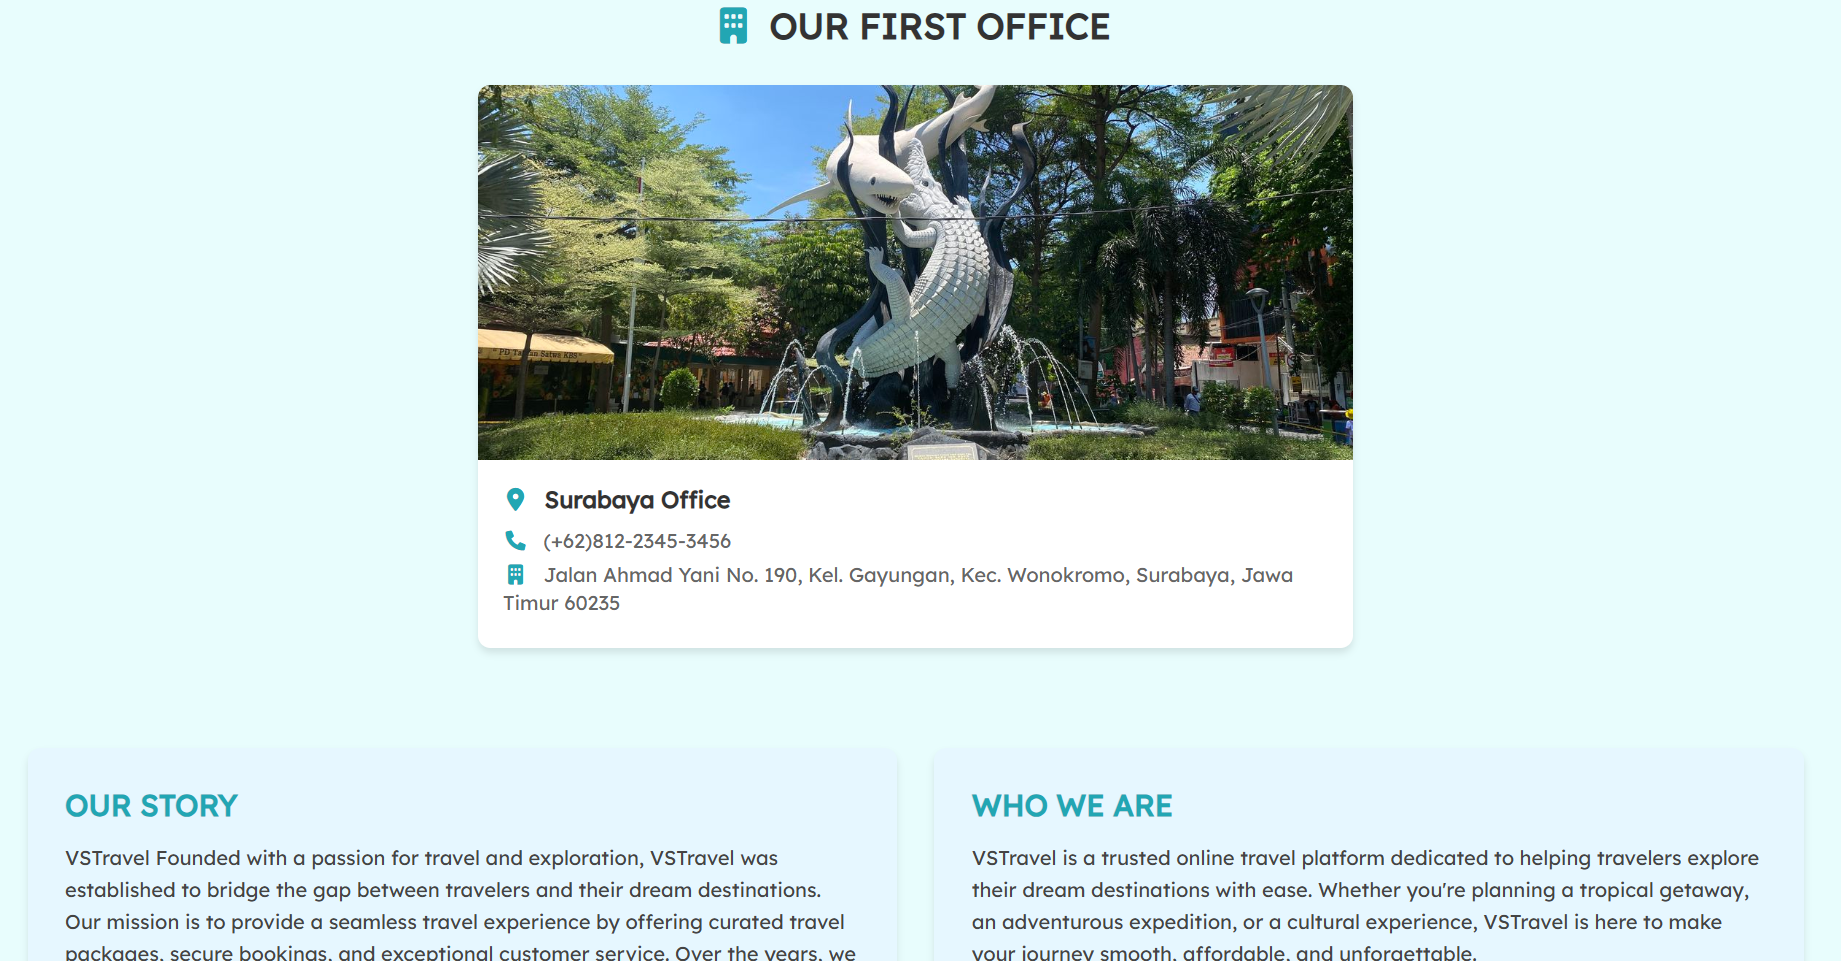 OUR FIRST OFFICE
PD Taman Satwa KBS
Surabaya Office
(+62)812-2345-3456
Jalan Ahmad Yani No. 190, Kel. Gayungan, Kec. Wonokromo, Surabaya, Jawa
Timur 60235
OUR STORY
VSTravel Founded with a passion for travel and exploration, VSTravel was
established to bridge the gap between travelers and their dream destinations.
Our mission is to provide a seamless travel experience by offering curated travel
packages, secure bookings, and exceptional customer service. Over the years, we
WHO WE ARE
VSTravel is a trusted online travel platform dedicated to helping travelers explore
their dream destinations with ease. Whether you're planning a tropical getaway,
an adventurous expedition, or a cultural experience, VSTravel is here to make
your journey smooth, affordable, and unforgettable.